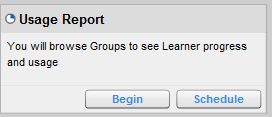 Usage Report
You will browse Groups to see Learner progress
and usage
Begin
Schedule